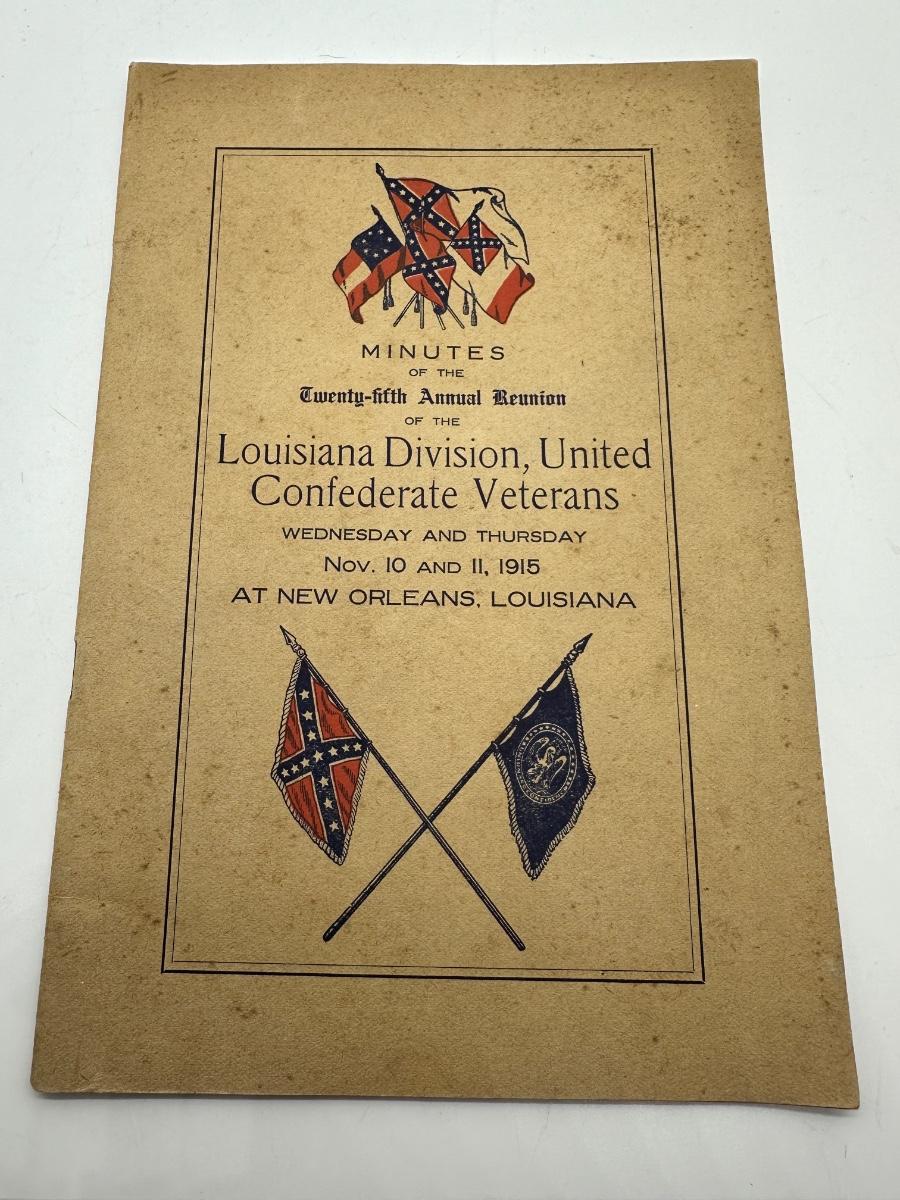 MINUTES
OF THE
Twenty-fifth Annual Reunion
OF THE
Louisiana Division, United
Confederate Veterans
WEDNESDAY AND THURSDAY
Nov. 10 AND 11, 1915
AT NEW ORLEANS, LOUISIANA